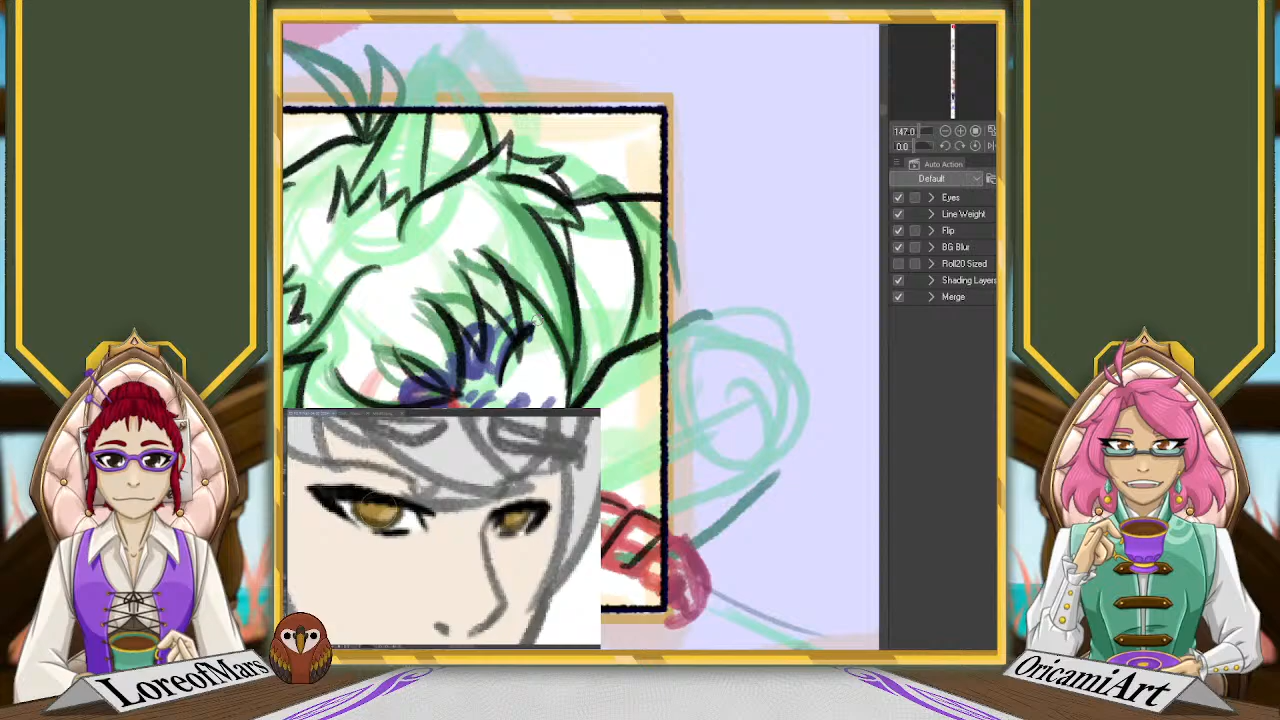 147.0
0.0
Auto Action
Default
Eyes
Line Weight
Flip
BG Blur
Roll20 Sized
Shading Layers
Merge
LoreofMars
OricamiArt